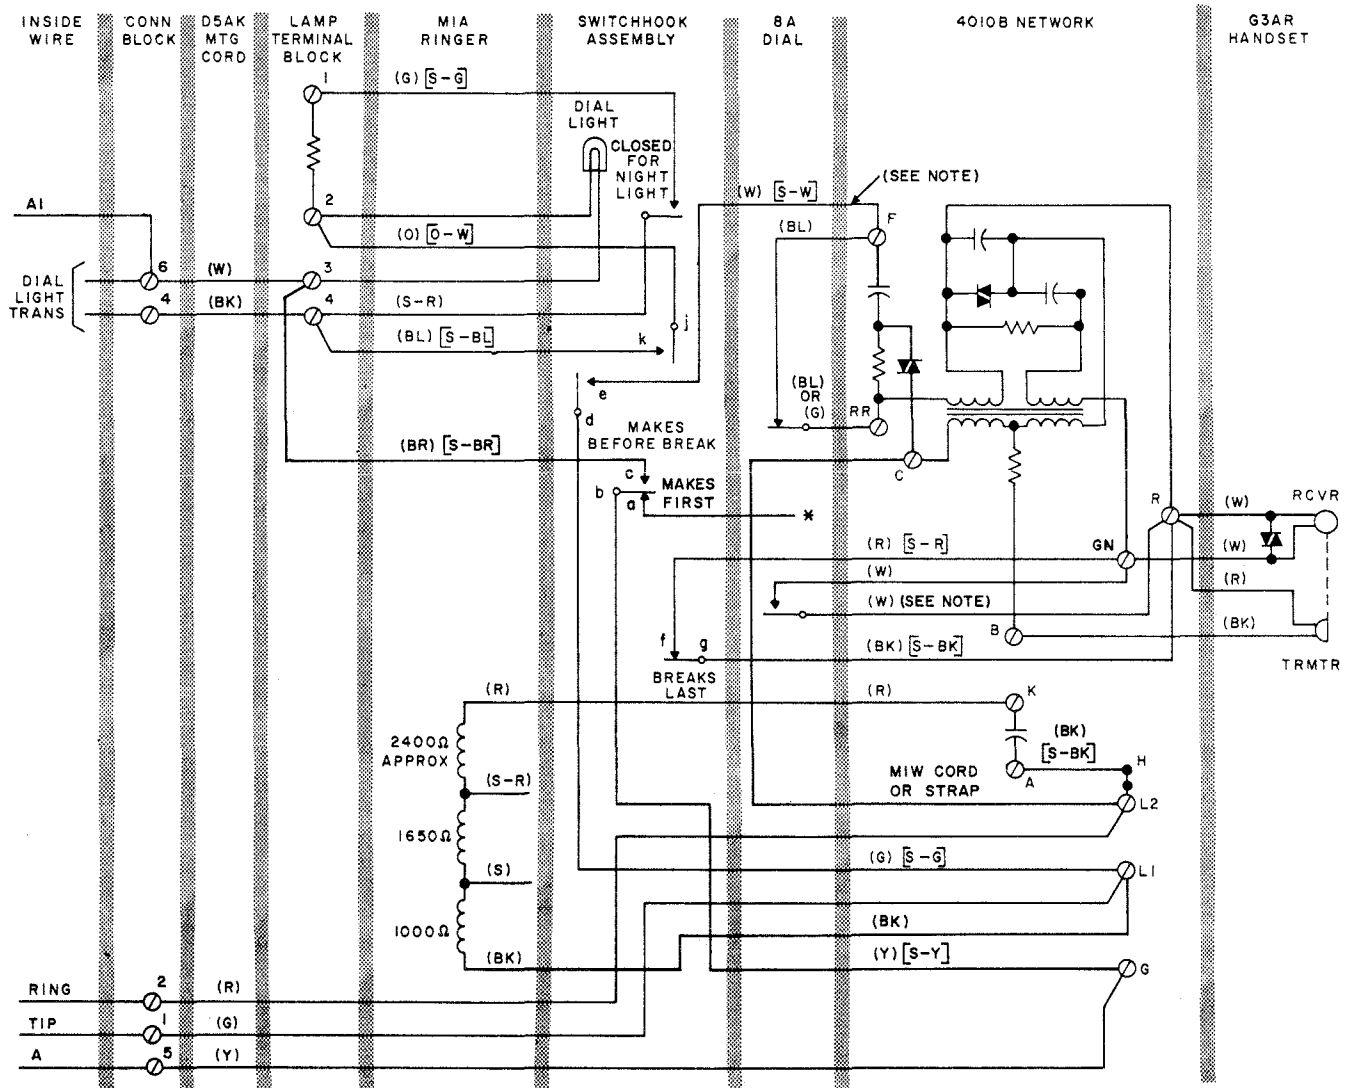 INSIDE
WIRE
CONN
BLOCK
D5AK
MTG
CORD
LAMP
TERMINAL
BLOCK
M1A
RINGER
SWITCHHOOK
ASSEMBLY
8A
DIAL
4010B NETWORK
G3AR
HANDSET
1
(G) [S-G]
DIAL
LIGHT
CLOSED
FOR
NIGHT
LIGHT
(W) [S-W]
(SEE NOTE)
A1
2
(O) [O-W]
(BL)
F
6
(W)
3
DIAL
LIGHT
TRANS
4
(BK)
4
(S-R)
j
(BL) [S-BL]
k
e
d
(BL)
OR
(G)
RR
MAKES
BEFORE BREAK
(BR) [S-BR]
c
C
b
MAKES
FIRST
a
*
R
(W)
RCVR
(R) [S-R]
GN
(W)
(W)
(R)
(W) (SEE NOTE)
B
(BK)
f
g
(BK) [S-BK]
TRMTR
BREAKS
LAST
(R)
(R)
K
2400Ω
APPROX
(BK)
[S-BK]
H
(S-R)
M1W CORD
OR STRAP
A
L2
1650Ω
(G) [S-G]
L1
(S)
1000Ω
(BK)
(BK)
(Y) [S-Y]
G
RING
2
(R)
TIP
1
(G)
A
5
(Y)